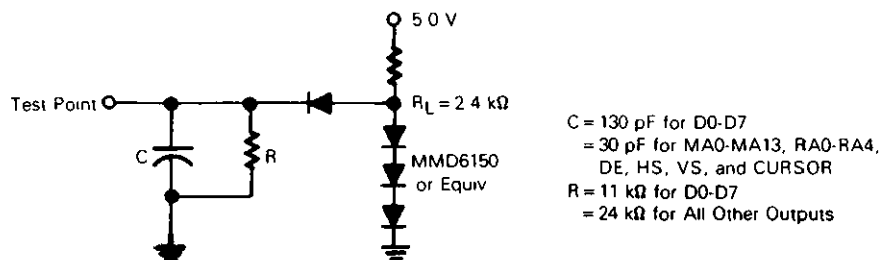 5 0 V
Test Point
RL = 2 4 kΩ
C
R
MMD6150
or Equiv
C = 130 pF for D0-D7
= 30 pF for MA0-MA13, RA0-RA4,
DE, HS, VS, and CURSOR
R = 11 kΩ for D0-D7
= 24 kΩ for All Other Outputs